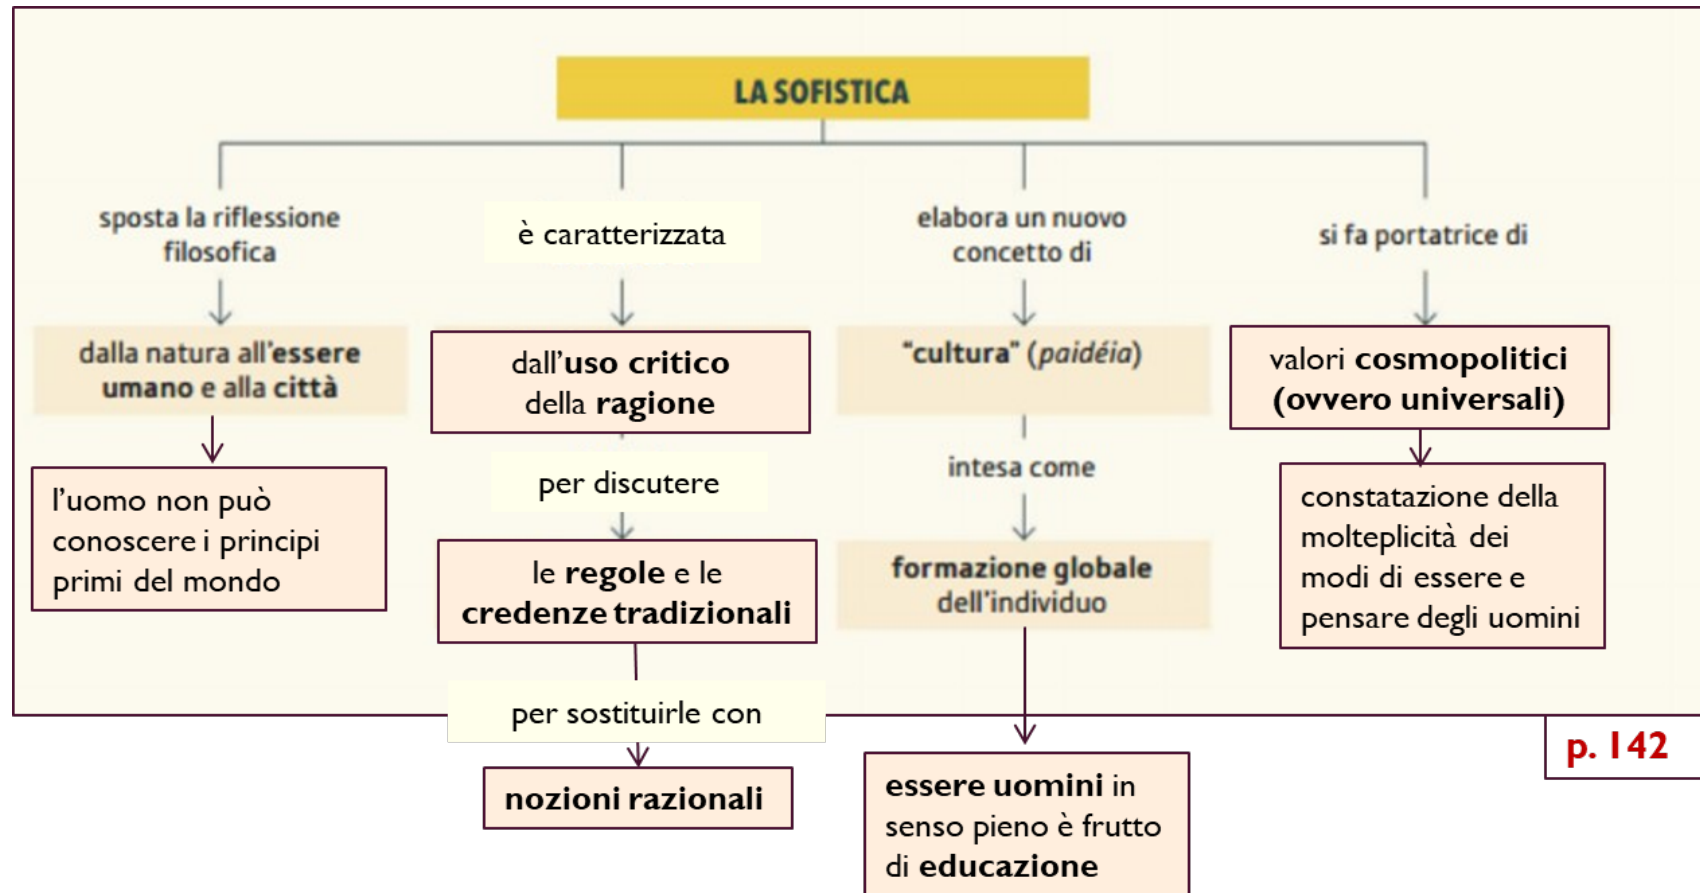 LA SOFISTICA
sposta la riflessione
filosofica
dalla natura all'essere
umano e alla città
l'uomo non può
conoscere i principi
primi del mondo
è caratterizzata
dall'uso critico
della ragione
per discutere
le regole e le
credenze tradizionali
per sostituirle con
nozioni razionali
elabora un nuovo
concetto di
"cultura" (paidéia)
intesa come
formazione globale
dell'individuo
essere uomini in
senso pieno è frutto
di educazione
si fa portatrice di
valori cosmopolitici
(ovvero universali)
constatazione della
molteplicità dei
modi di essere e
pensare degli uomini
p. 142